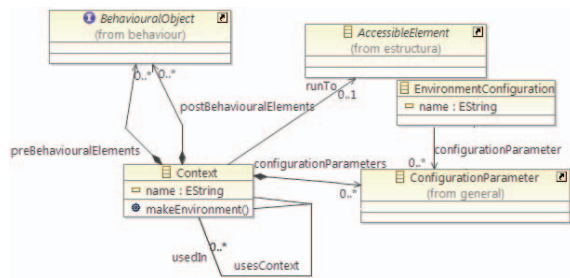 BehaviouralObject
(from behaviour)
AccessibleElement
(from estructura)
0..*
0..*
runTo
0..1
EnvironmentConfiguration
name : EString
postBehaviouralElements
preBehaviouralElements
configurationParameter
configurationParameters
0..*
Context
name : EString
makeEnvironment()
ConfigurationParameter
(from general)
0..*
0..*
usedIn
usesContext